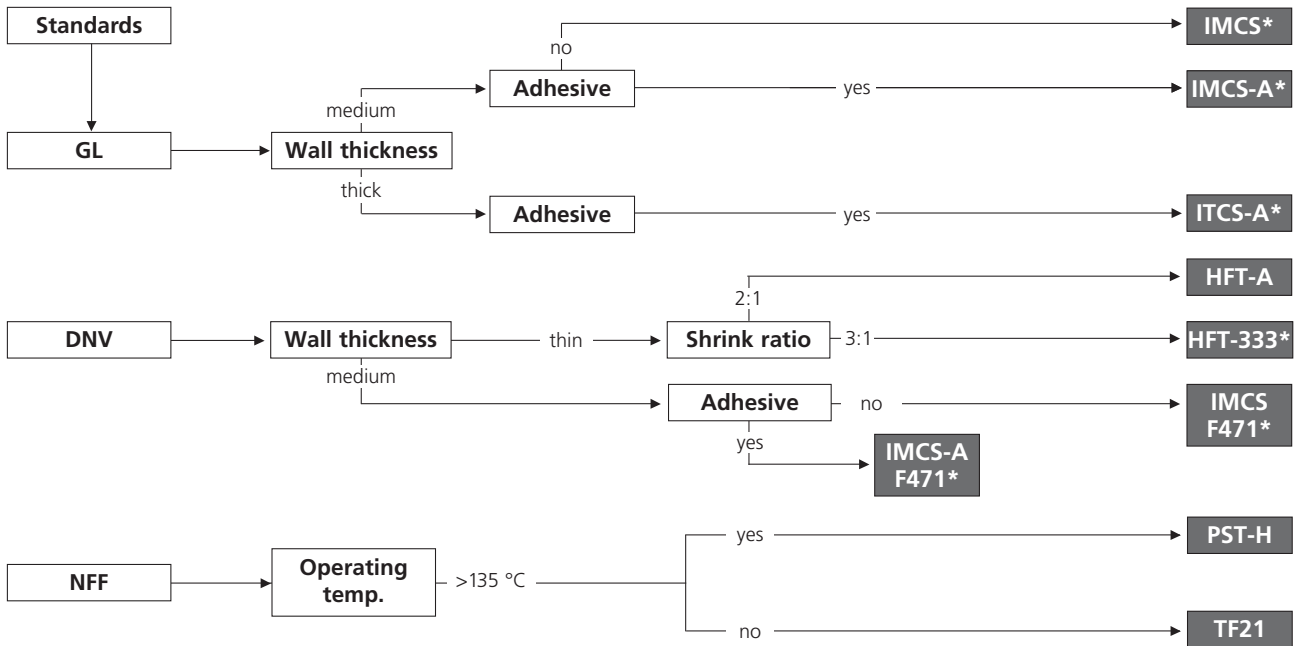 Standards
IMCS*
no
Adhesive
yes
IMCS-A*
medium
GL
Wall thickness
thick
Adhesive
yes
ITCS-A*
HFT-A
2:1
DNV
Wall thickness
thin
Shrink ratio
3:1
HFT-333*
medium
Adhesive
no
IMCS
F471*
yes
IMCS-A
F471*
yes
PST-H
NFF
Operating
temp.
>135 °C
no
TF21